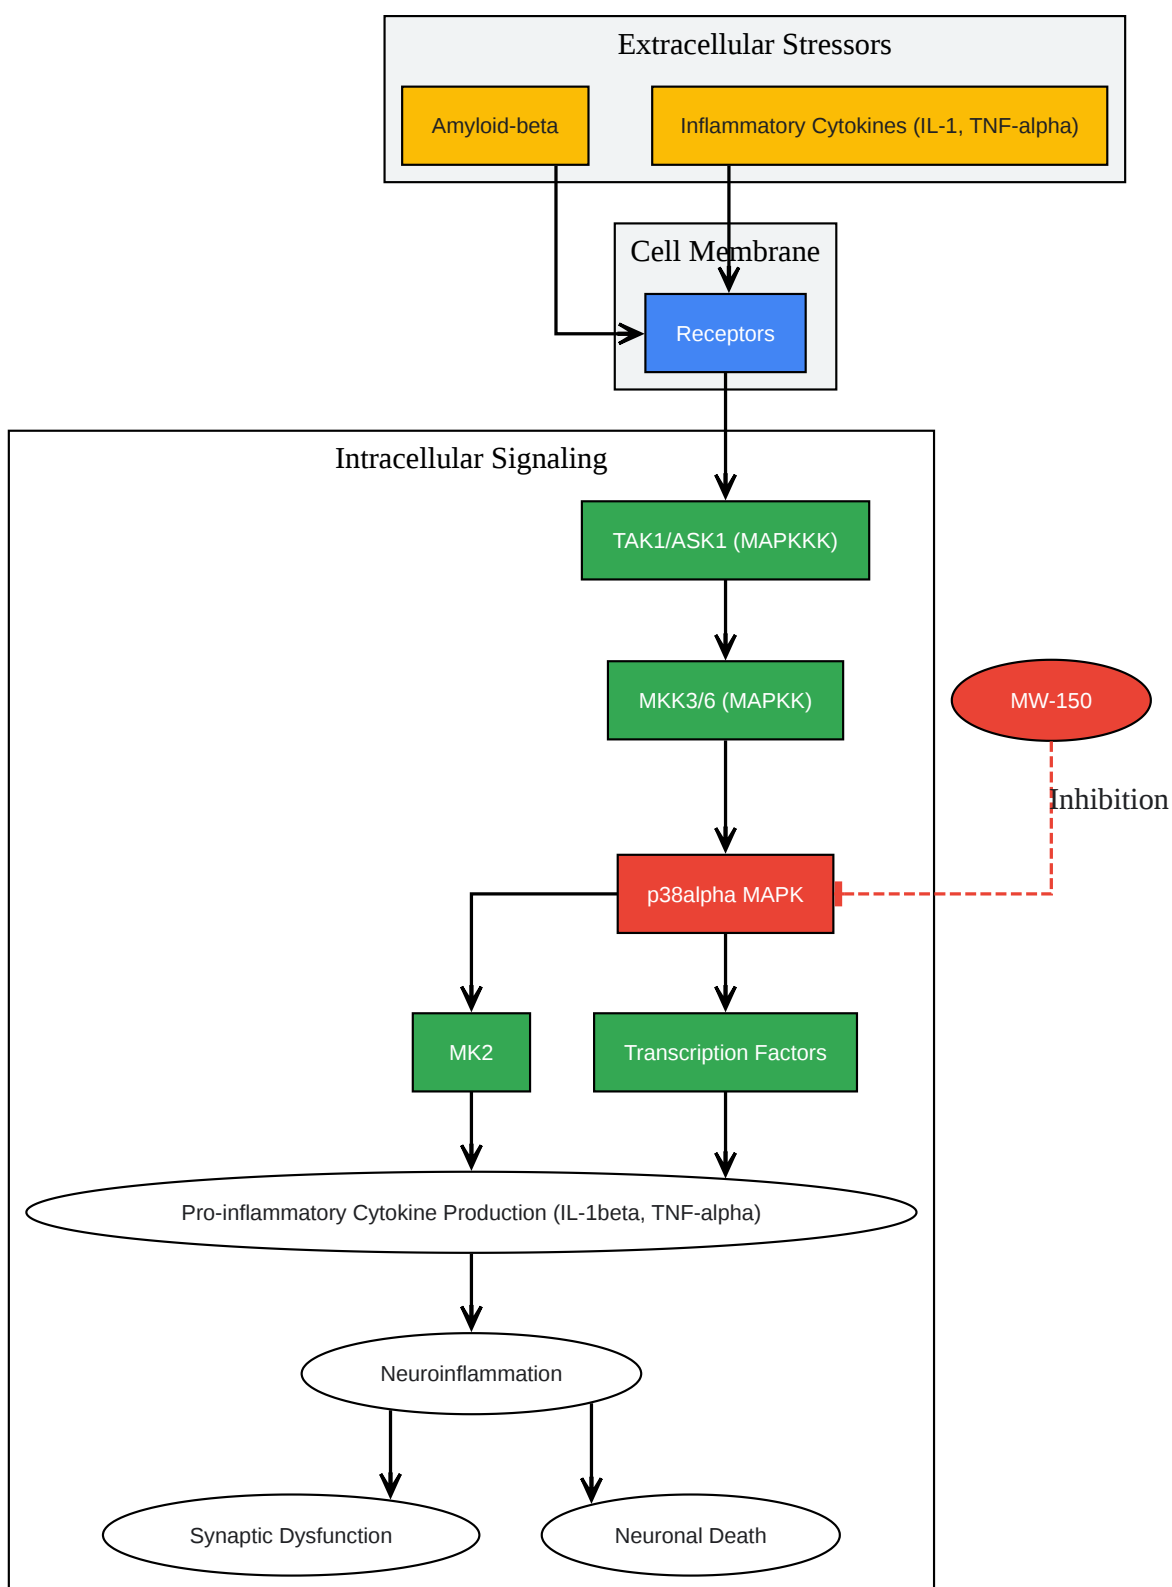 Extracellular Stressors
Amyloid-beta
Inflammatory Cytokines (IL-1, TNF-alpha)
Cell Membrane
Receptors
Intracellular Signaling
TAK1/ASK1 (MAPKKK)
MKK3/6 (MAPKK)
MW-150
Inhibition
p38alpha MAPK
MK2
Transcription Factors
Pro-inflammatory Cytokine Production (IL-1beta, TNF-alpha)
Neuroinflammation
Synaptic Dysfunction
Neuronal Death